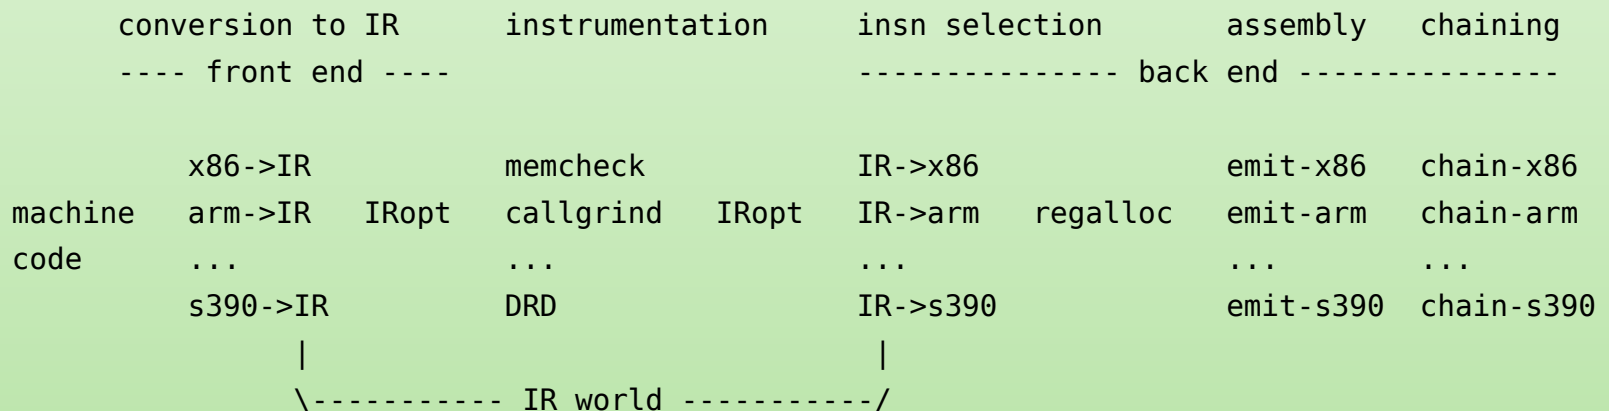 conversion to IR      instrumentation     insn selection       assembly   chaining
---- front end ----                       --------------- back end ---------------
x86->IR           memcheck            IR->x86              emit-x86   chain-x86
machine   arm->IR   IRopt   callgrind   IRopt   IR->arm   regalloc   emit-arm   chain-arm
code      ...               ...                 ...                  ...        ...
s390->IR          DRD                 IR->s390             emit-s390  chain-s390
|                                |
\----------- IR world -----------/